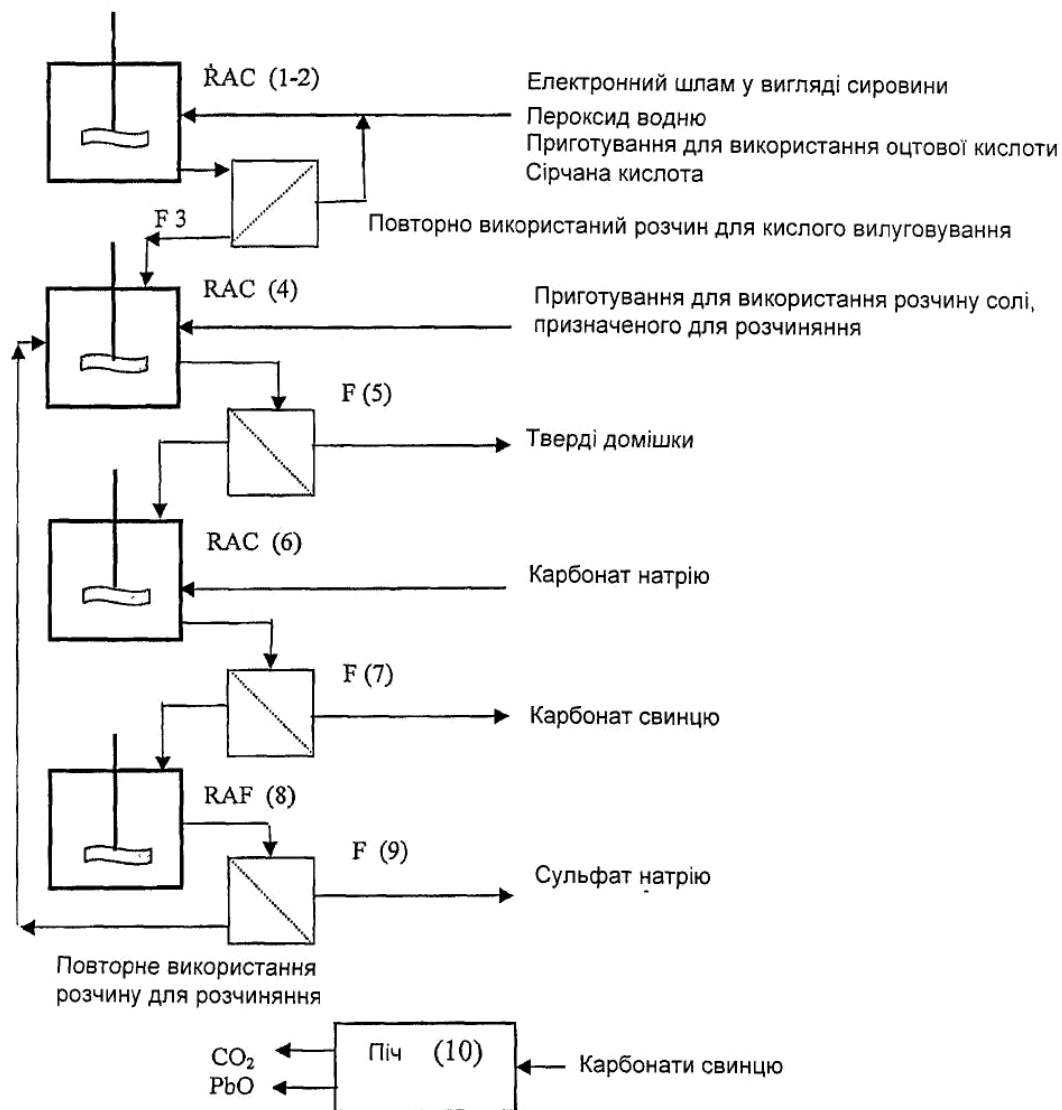 RAC (1-2)
Електронний шлам у вигляді сировини
Пероксид водню
Приготування для використання оцтової кислоти
Сірчана кислота
F 3
Повторно використаний розчин для кислого вилуговування
RAC (4)
Приготування для використання розчину солі,
призначеного для розчиняння
F (5)
Тверді домішки
RAC (6)
Карбонат натрію
F (7)
Карбонат свинцю
RAF (8)
F (9)
Сульфат натрію
Повторне використання
розчину для розчиняння
Піч (10)
CO₂
Карбонати свинцю
PbO